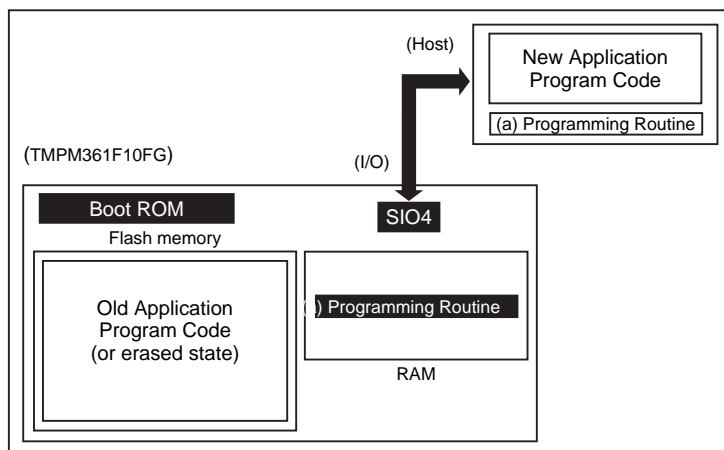 (Host)
New Application
Program Code
(a) Programming Routine
(TMPM361F10FG)
(I/O)
Boot ROM
SIO4
Flash memory
Old Application
Program Code
(or erased state)
(a) Programming Routine
RAM